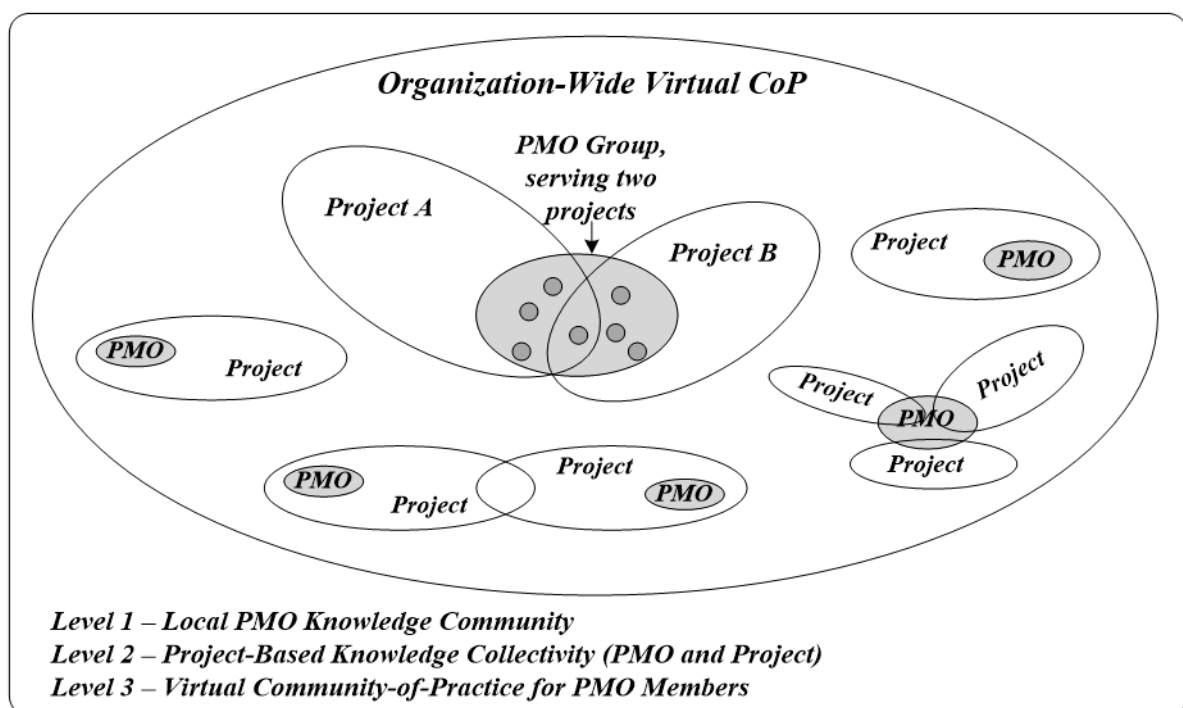 Organization-Wide Virtual CoP
PMO Group,
serving two
projects
Project A
Project B
Project
PMO
PMO
Project
Project
Project
PMO
Project
PMO
Project
Project
PMO
Level 1 – Local PMO Knowledge Community
Level 2 – Project-Based Knowledge Collectivity (PMO and Project)
Level 3 – Virtual Community-of-Practice for PMO Members